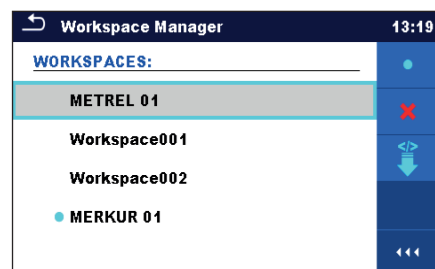 Workspace Manager 13:19
WORKSPACES:
METREL 01
Workspace001
Workspace002
MERKUR 01